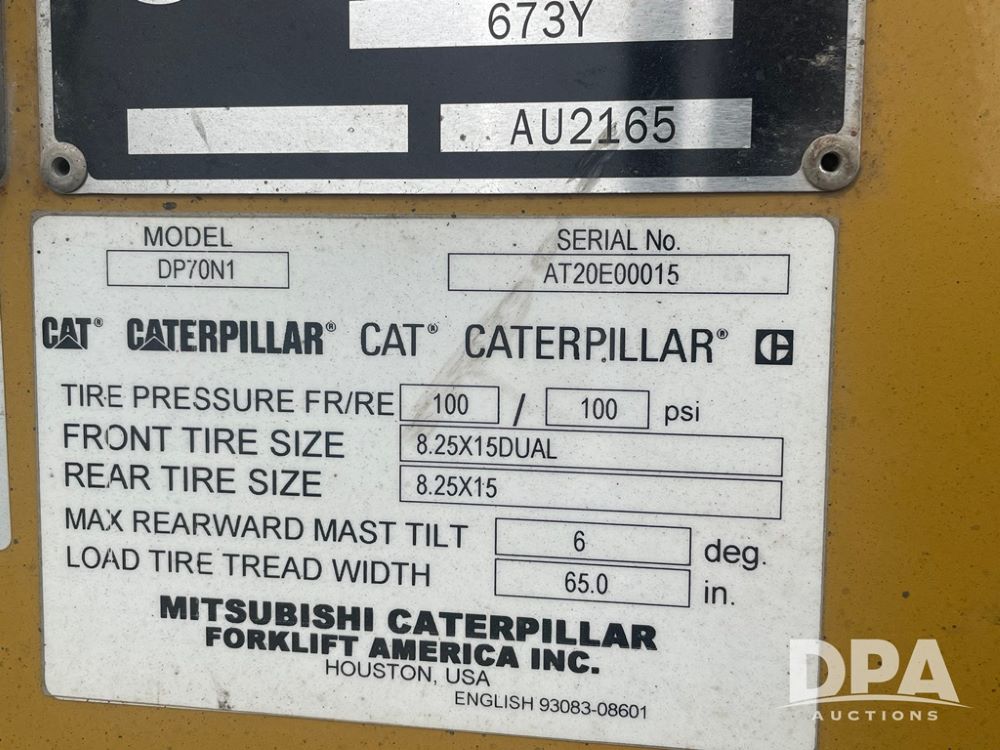 673Y
AU2165
MODEL SERIAL No.
DP70N1 AT20E00015
CAT® CATERPILLAR® CAT® CATERPILLAR®
TIRE PRESSURE FR/RE 100 / 100 psi
FRONT TIRE SIZE 8.25X15DUAL
REAR TIRE SIZE 8.25X15
MAX REARWARD MAST TILT 6 deg.
LOAD TIRE TREAD WIDTH 65.0 in.
MITSUBISHI CATERPILLAR
FORKLIFT AMERICA INC.
HOUSTON, USA
ENGLISH 93083-08601
DPA
AUCTIONS